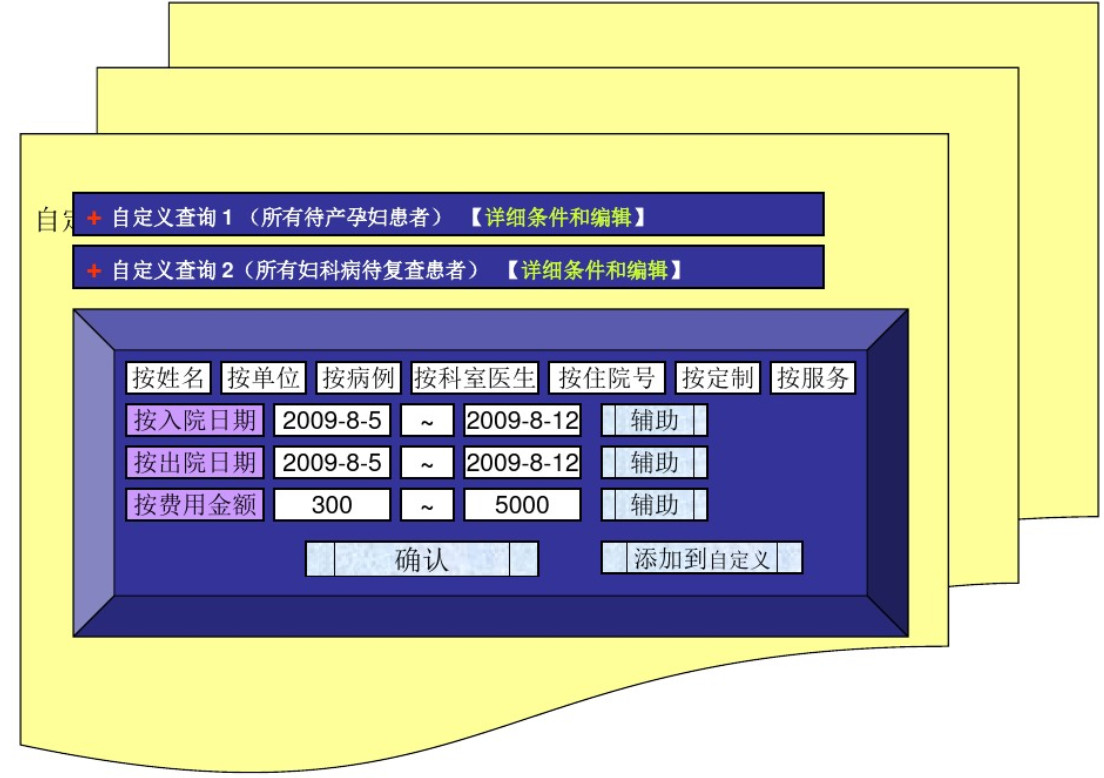 自定
+ 自定义查询 1 （所有待产孕妇患者） 【详细条件和编辑】
+ 自定义查询 2（所有妇科病待复查患者） 【详细条件和编辑】
按姓名 按单位 按病例 按科室医生 按住院号 按定制 按服务
按入院日期 2009-8-5 ~ 2009-8-12 辅助
按出院日期 2009-8-5 ~ 2009-8-12 辅助
按费用金额 300 ~ 5000 辅助
确认 添加到自定义